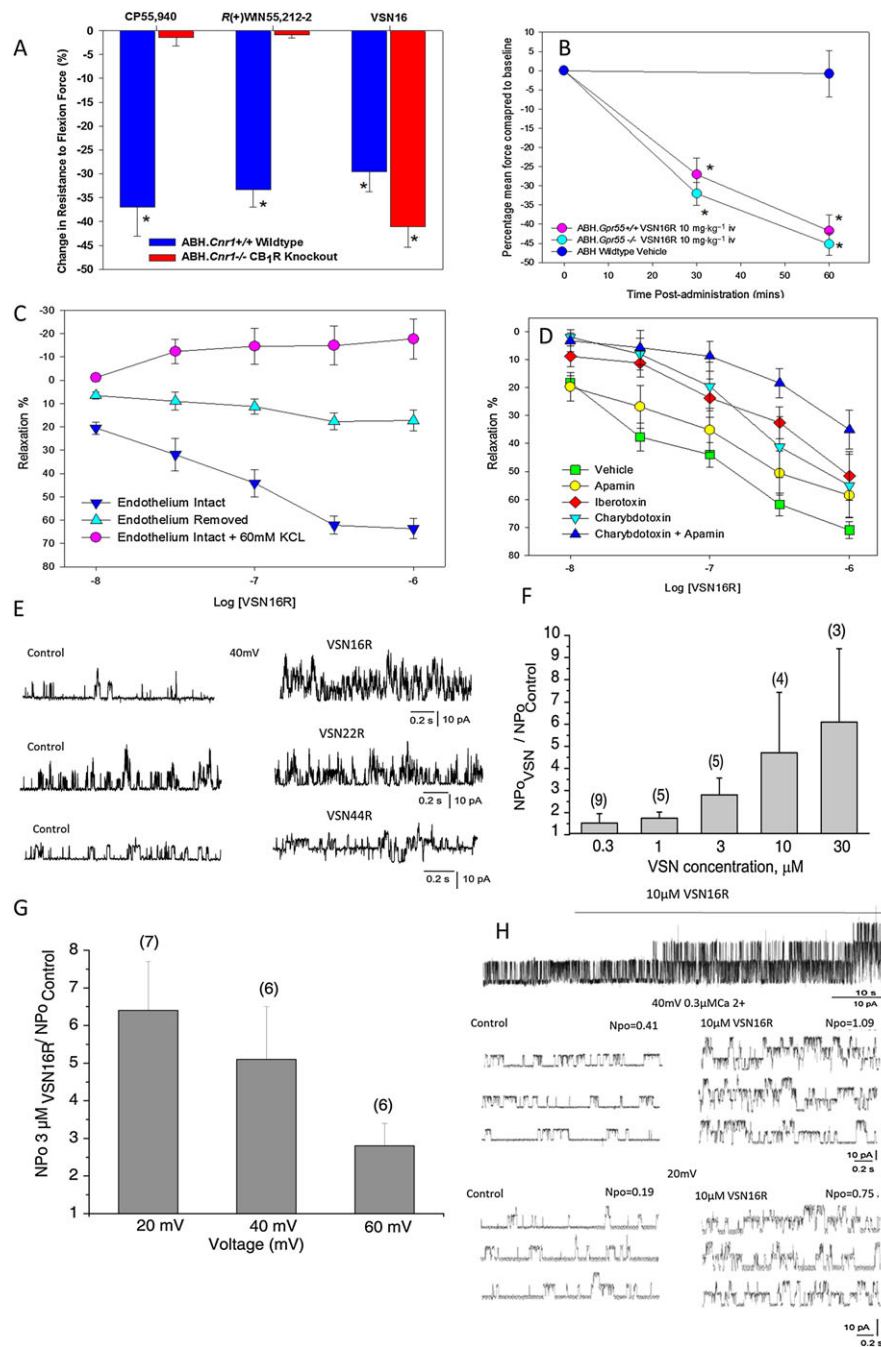 A
CP55,940
R(+)WIN55,212-2
VSN16
Change in Resistance to Flexion Force (%)
0
-5
-10
-15
-20
-25
-30
-35
-40
-45
-50
*
*
*
*
ABH.Cnr1+/+ Wildtype
ABH.Cnr1-/- CB1R Knockout
B
Percentage mean force comapred to baseline
10
5
0
-5
-10
-15
-20
-25
-30
-35
-40
-45
-50
*
*
*
*
ABH.Gpr55+/+ VSN16R 10 mg·kg⁻¹ iv
ABH.Gpr55 -/- VSN16R 10 mg·kg⁻¹ iv
ABH Wildtype Vehicle
0 10 20 30 40 50 60
Time Post-administration (mins)
C
Relaxation %
-30
-20
-10
0
10
20
30
40
50
60
70
80
Endothelium Intact
Endothelium Removed
Endothelium Intact + 60mM KCL
-8 -7 -6
Log [VSN16R]
D
Relaxation %
0
10
20
30
40
50
60
70
80
Vehicle
Apamin
Iberotoxin
Charybdotoxin
Charybdotoxin + Apamin
-8 -7 -6
Log [VSN16R]
E
Control
40mV
VSN16R
0.2 s 10 pA
Control
VSN22R
0.2 s 10 pA
Control
VSN44R
0.2 s 10 pA
F
NPoVSN / NPoControl
10
9
8
7
6
5
4
3
2
1
(9)
(5)
(5)
(4)
(3)
0.3 1 3 10 30
VSN concentration, µM
G
NPo 3 µM VSN16R / NPoControl
8
7
6
5
4
3
2
1
(7)
(6)
(6)
20 mV 40 mV 60 mV
Voltage (mV)
10µM VSN16R
H
10 s
10 pA
40mV 0.3µMCa 2+
Control
Npo=0.41
10µM VSN16R
Npo=1.09
10 pA
0.2 s
20mV
Control
Npo=0.19
10µM VSN16R
Npo=0.75 .
10 pA
0.2 s